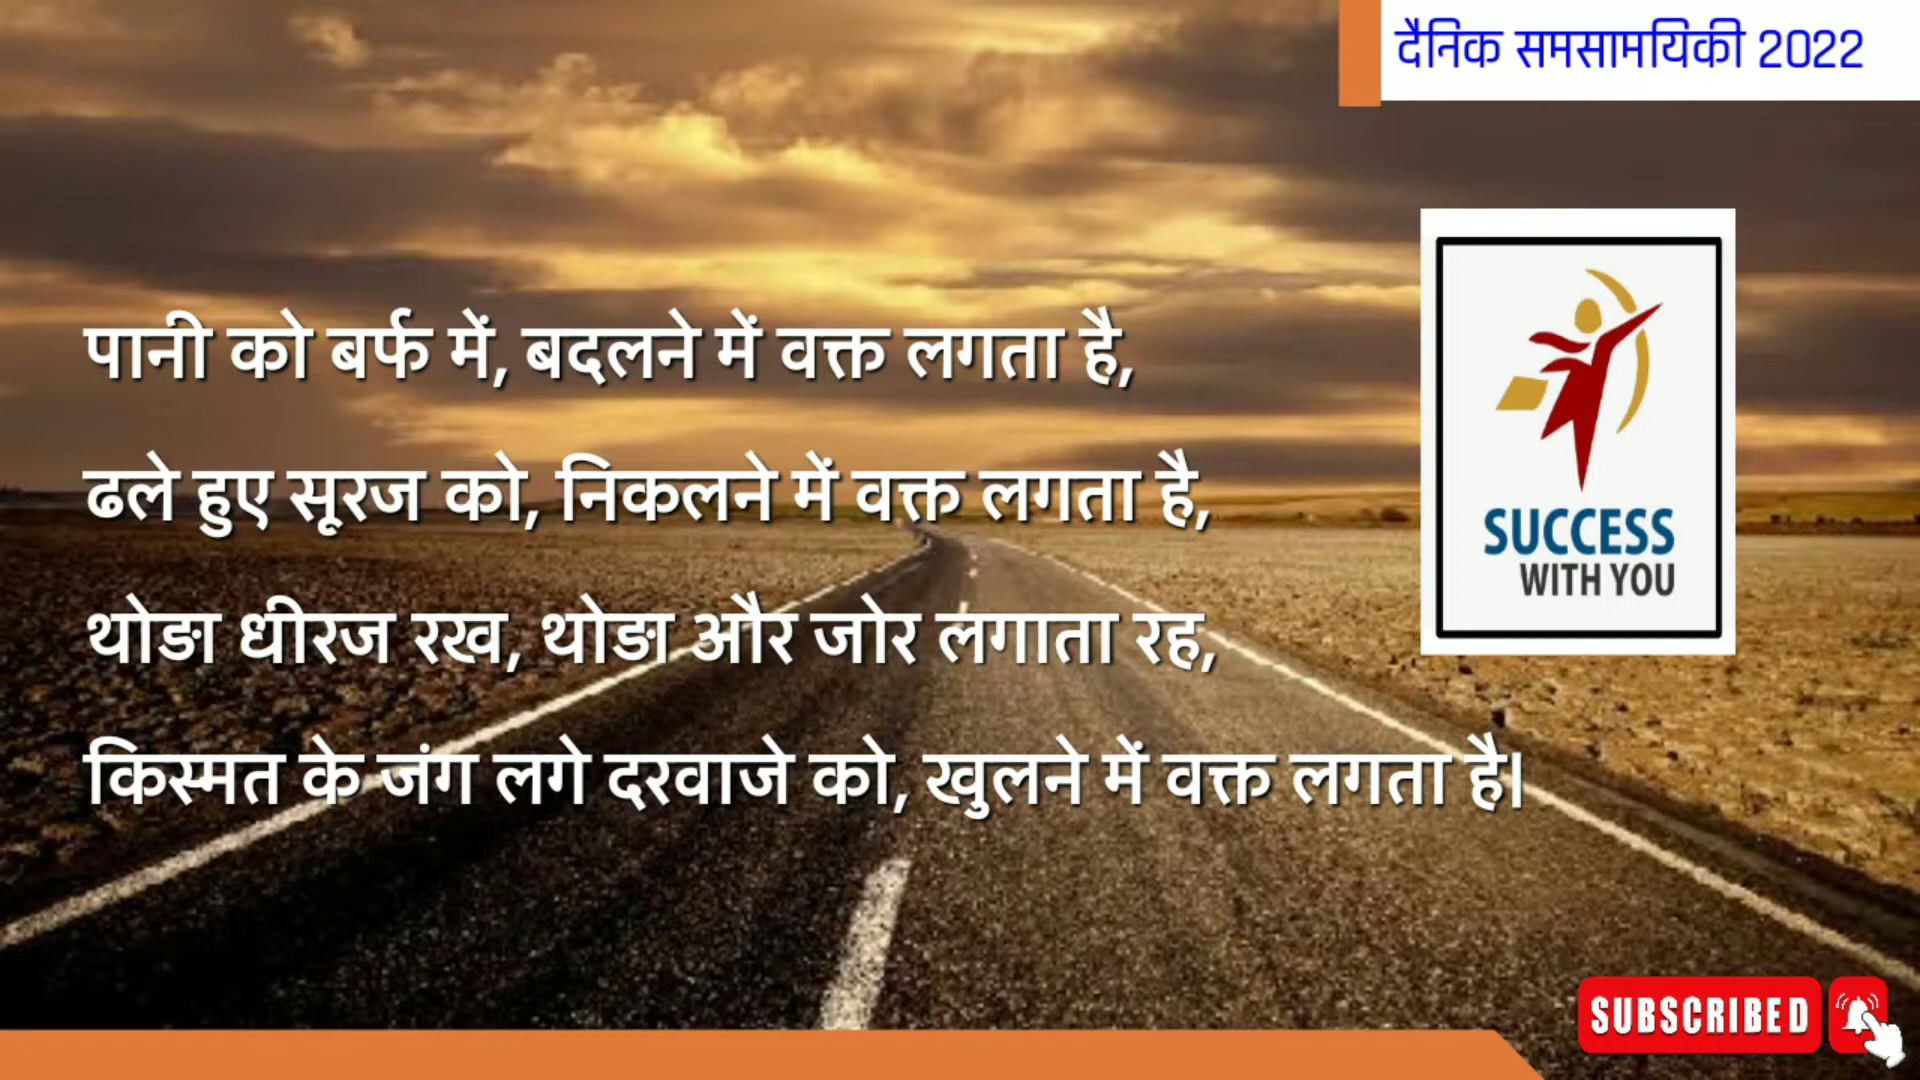 दैनिक समसामयिकी 2022
पानी को बर्फ में, बदलने में वक्त लगता है,
ढले हुए सूरज को, निकलने में वक्त लगता है,
थोङा धीरज रख, थोङा और जोर लगाता रह,
किस्मत के जंग लगे दरवाजे को, खुलने में वक्त लगता है।
SUCCESS
WITH YOU
SUBSCRIBED